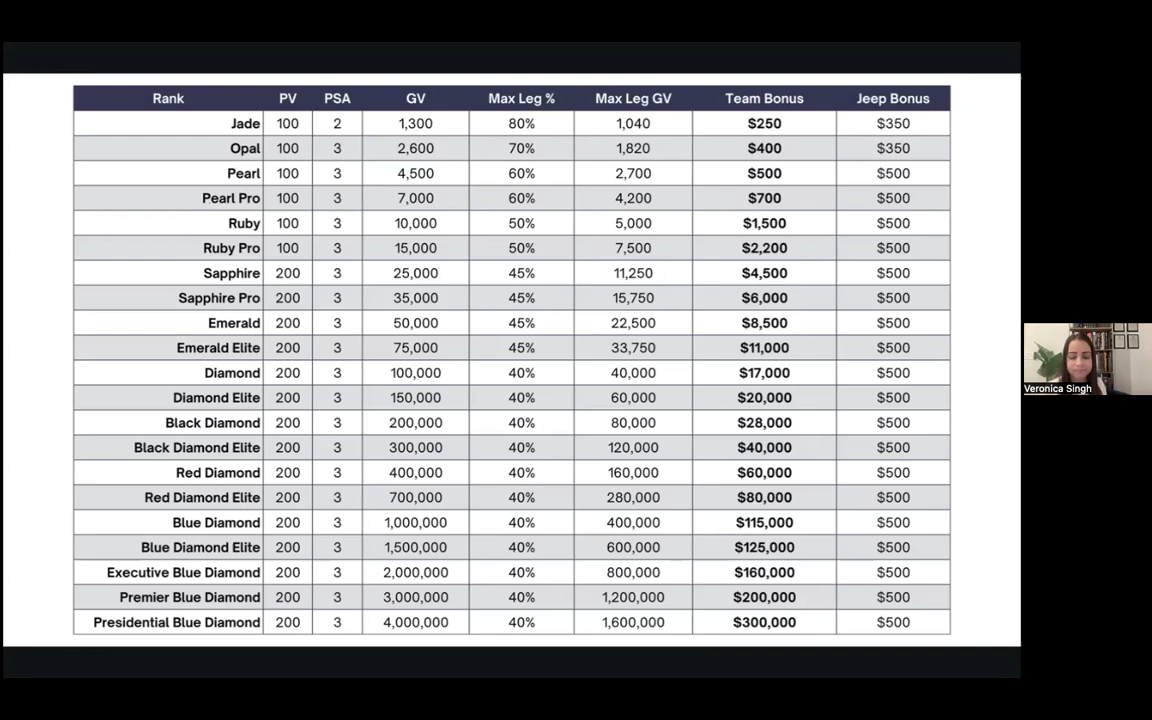 Rank PV PSA GV Max Leg % Max Leg GV Team Bonus Jeep Bonus
Jade 100 2 1,300 80% 1,040 $250 $350
Opal 100 3 2,600 70% 1,820 $400 $350
Pearl 100 3 4,500 60% 2,700 $500 $500
Pearl Pro 100 3 7,000 60% 4,200 $700 $500
Ruby 100 3 10,000 50% 5,000 $1,500 $500
Ruby Pro 100 3 15,000 50% 7,500 $2,200 $500
Sapphire 200 3 25,000 45% 11,250 $4,500 $500
Sapphire Pro 200 3 35,000 45% 15,750 $6,000 $500
Emerald 200 3 50,000 45% 22,500 $8,500 $500
Emerald Elite 200 3 75,000 45% 33,750 $11,000 $500
Diamond 200 3 100,000 40% 40,000 $17,000 $500
Diamond Elite 200 3 150,000 40% 60,000 $20,000 $500
Black Diamond 200 3 200,000 40% 80,000 $28,000 $500
Black Diamond Elite 200 3 300,000 40% 120,000 $40,000 $500
Red Diamond 200 3 400,000 40% 160,000 $60,000 $500
Red Diamond Elite 200 3 700,000 40% 280,000 $80,000 $500
Blue Diamond 200 3 1,000,000 40% 400,000 $115,000 $500
Blue Diamond Elite 200 3 1,500,000 40% 600,000 $125,000 $500
Executive Blue Diamond 200 3 2,000,000 40% 800,000 $160,000 $500
Premier Blue Diamond 200 3 3,000,000 40% 1,200,000 $200,000 $500
Presidential Blue Diamond 200 3 4,000,000 40% 1,600,000 $300,000 $500
Veronica Singh